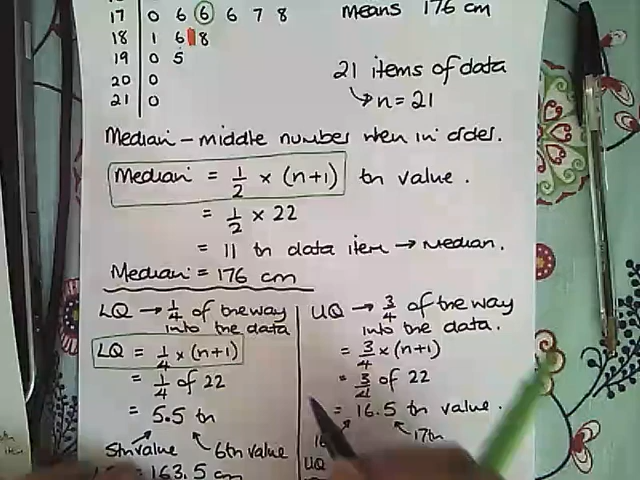 17 | 0 6 6 6 7 8
means 176 cm
18 | 1 6 8
19 | 0 5
20 | 0
21 | 0
21 items of data
→ n = 21
Median - middle number when in order.
Median = 1/2 × (n+1) th value.
= 1/2 × 22
= 11 th data item → Median.
Median = 176 cm
LQ → 1/4 of the way
into the data
LQ = 1/4 × (n+1)
= 1/4 of 22
= 5.5 th
5th value 6th value
= 163.5 cm
UQ → 3/4 of the way
into the data.
= 3/4 × (n+1)
= 3/4 of 22
= 16.5 th value.
17th
UQ